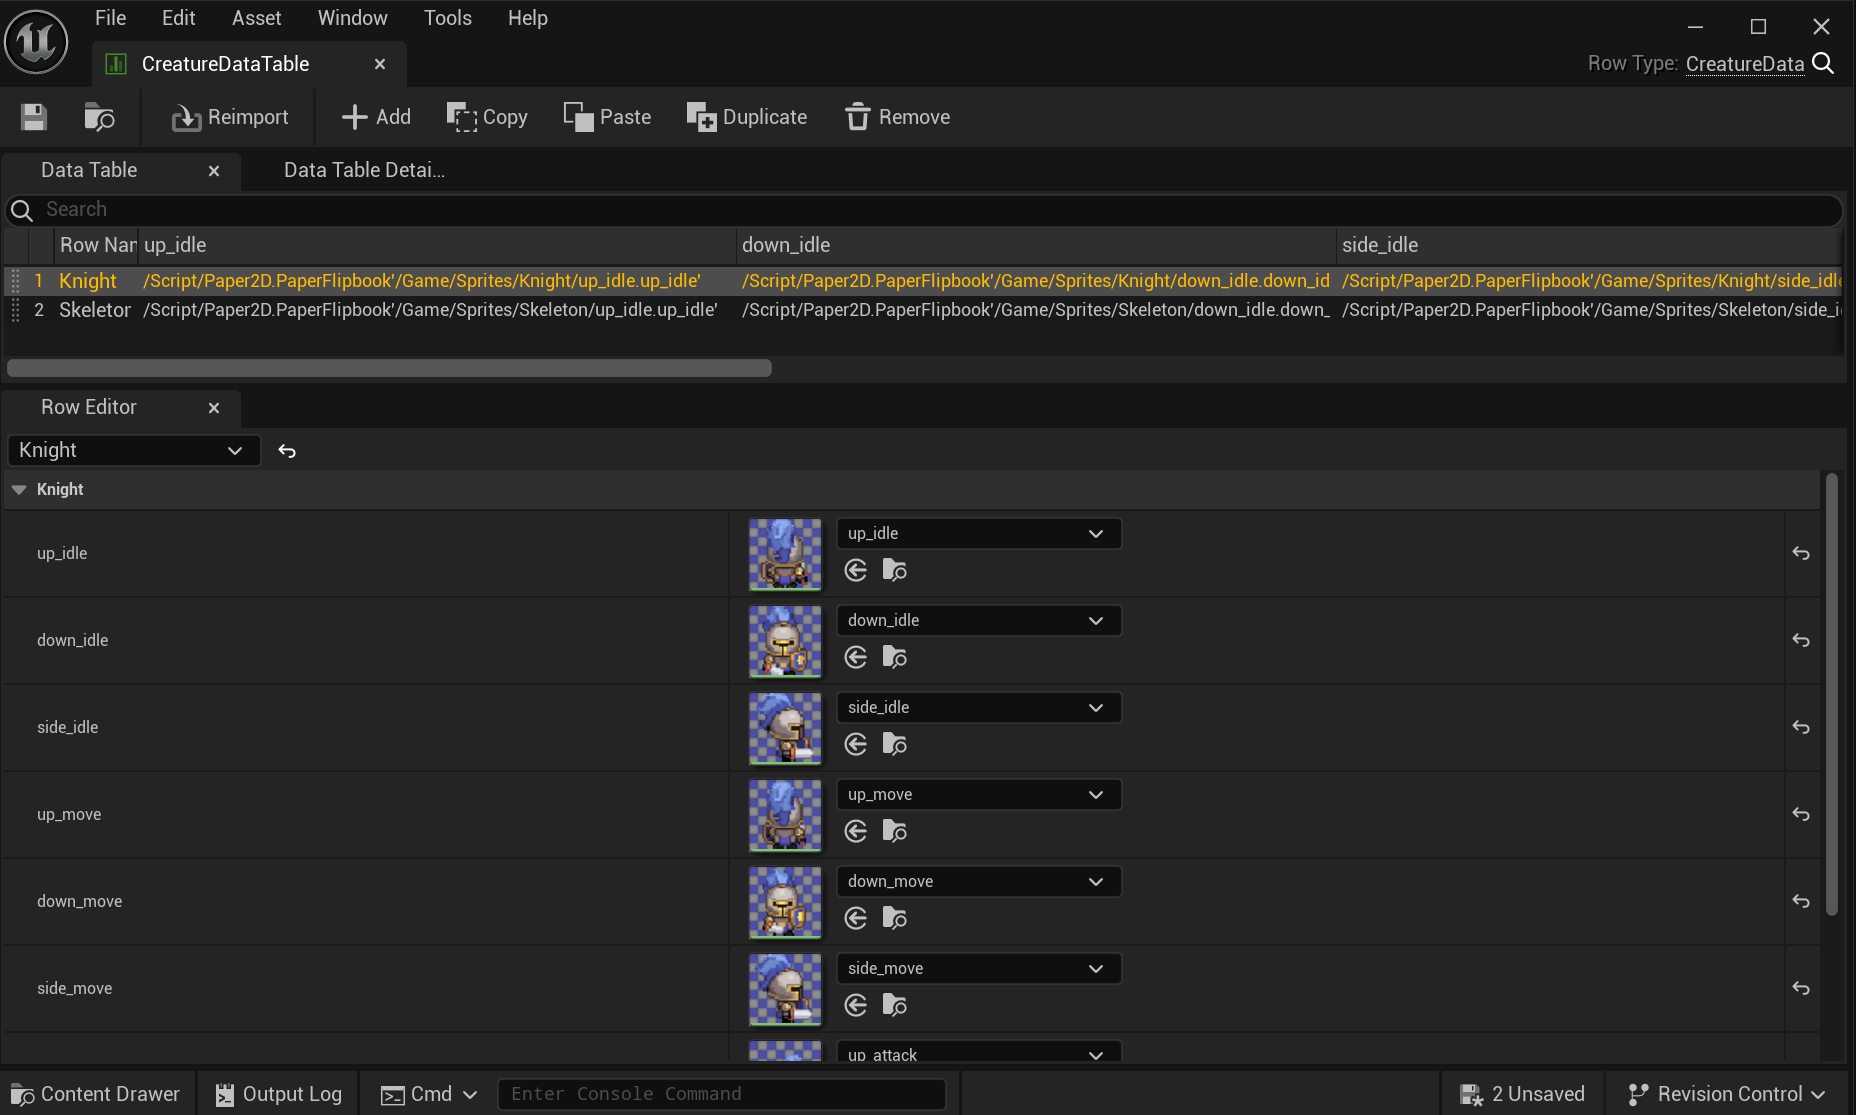 File Edit Asset Window Tools Help
CreatureDataTable
Row Type: CreatureData
Reimport Add Copy Paste Duplicate Remove
Data Table Data Table Detai...
Search
Row Nar up_idle down_idle side_idle
1 Knight /Script/Paper2D.PaperFlipbook'/Game/Sprites/Knight/up_idle.up_idle' /Script/Paper2D.PaperFlipbook'/Game/Sprites/Knight/down_idle.down_id /Script/Paper2D.PaperFlipbook'/Game/Sprites/Knight/side_idle
2 Skeletor /Script/Paper2D.PaperFlipbook'/Game/Sprites/Skeleton/up_idle.up_idle' /Script/Paper2D.PaperFlipbook'/Game/Sprites/Skeleton/down_idle.down_ /Script/Paper2D.PaperFlipbook'/Game/Sprites/Skeleton/side_i
Row Editor
Knight
Knight
up_idle up_idle
down_idle down_idle
side_idle side_idle
up_move up_move
down_move down_move
side_move side_move
up_attack
Content Drawer Output Log Cmd Enter Console Command 2 Unsaved Revision Control